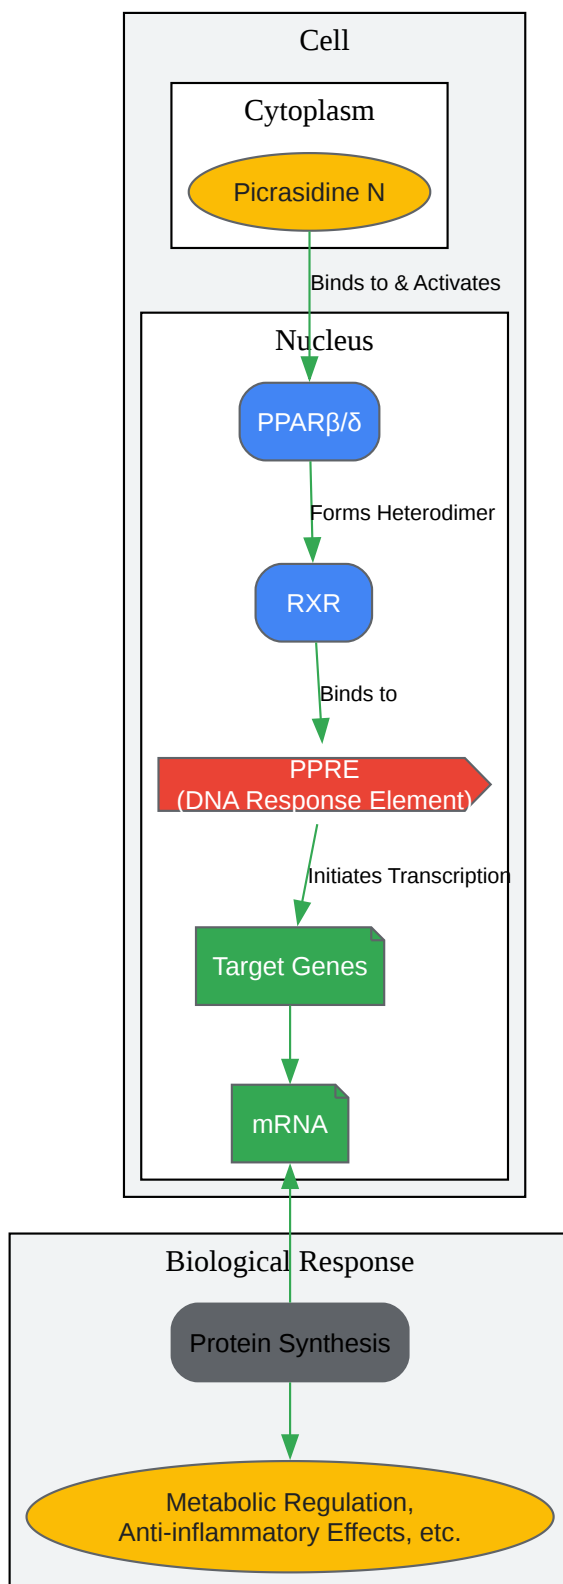 Cell
Cytoplasm
Picrasidine N
Binds to & Activates
Nucleus
PPARβ/δ
Forms Heterodimer
RXR
Binds to
PPRE
(DNA Response Element)
Initiates Transcription
Target Genes
mRNA
Biological Response
Protein Synthesis
Metabolic Regulation,
Anti-inflammatory Effects, etc.